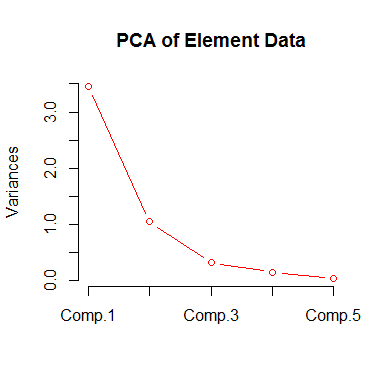 PCA of Element Data
Variances
3.0
2.0
1.0
0.0
Comp.1 Comp.3 Comp.5